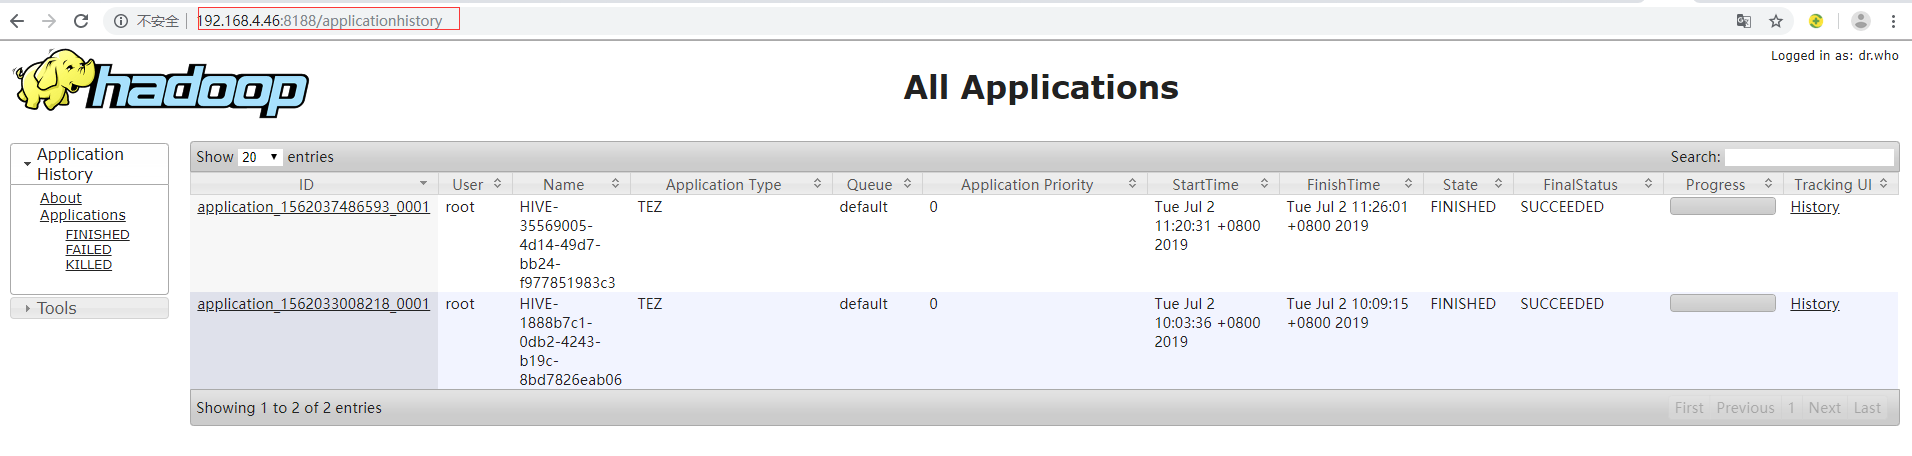 不安全 | 192.168.4.46:8188/applicationhistory
Logged in as: dr.who
hadoop
All Applications
Application History
About
Applications
FINISHED
FAILED
KILLED
Tools
Show 20 entries
Search:
ID User Name Application Type Queue Application Priority StartTime FinishTime State FinalStatus Progress Tracking UI
application_1562037486593_0001 root HIVE- TEZ default 0 Tue Jul 2 Tue Jul 2 11:26:01 FINISHED SUCCEEDED History
35569005- 11:20:31 +0800 +0800 2019
4d14-49d7- 2019
bb24-
f977851983c3
application_1562033008218_0001 root HIVE- TEZ default 0 Tue Jul 2 Tue Jul 2 10:09:15 FINISHED SUCCEEDED History
1888b7c1- 10:03:36 +0800 +0800 2019
0db2-4243- 2019
b19c-
8bd7826eab06
Showing 1 to 2 of 2 entries
First Previous 1 Next Last